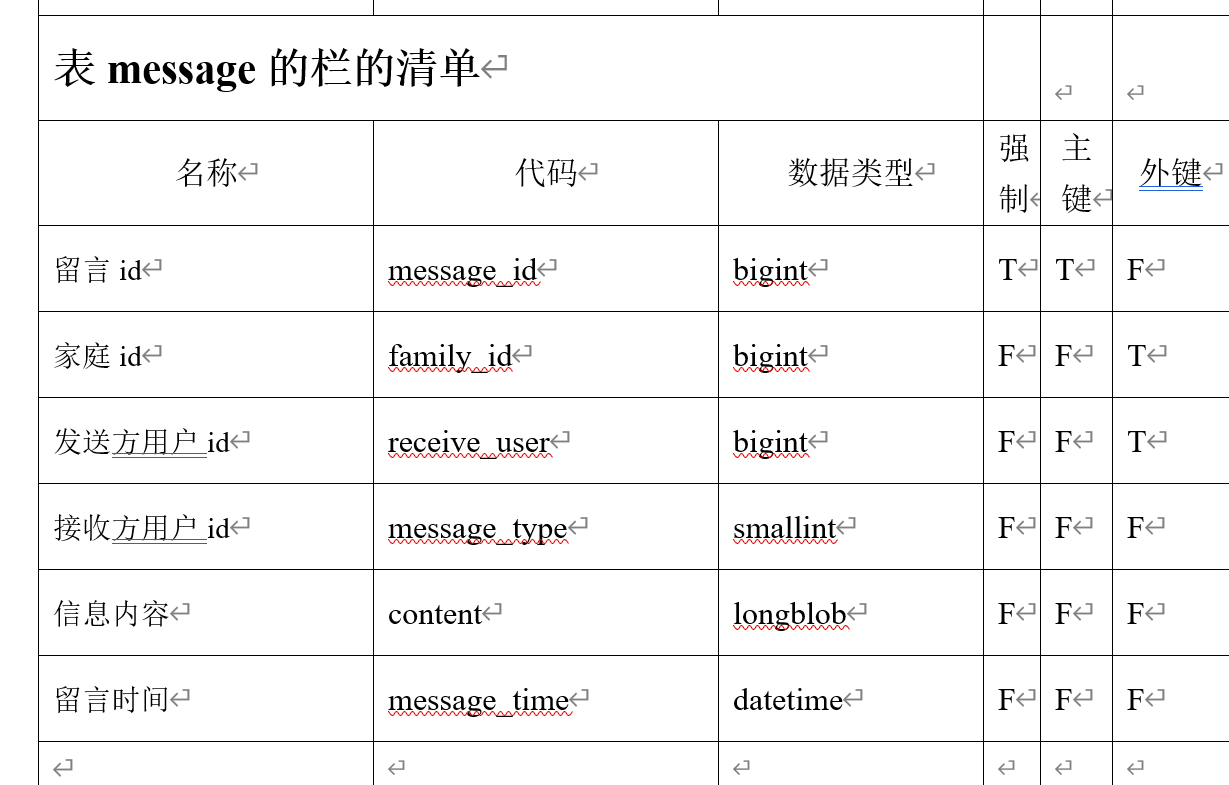 表 message 的栏的清单
名称 代码 数据类型 强制 主键 外键
留言 id message_id bigint T T F
家庭 id family_id bigint F F T
发送方用户 id receive_user bigint F F T
接收方用户 id message_type smallint F F F
信息内容 content longblob F F F
留言时间 message_time datetime F F F